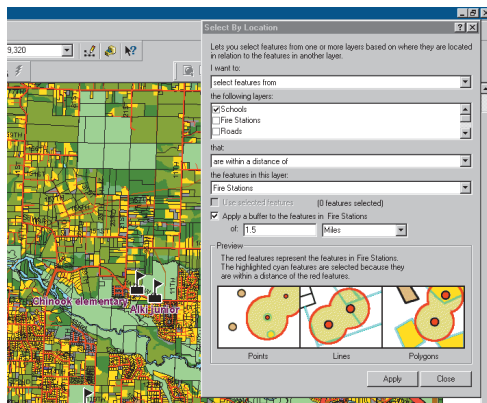 Select By Location
Lets you select features from one or more layers based on where they are located
in relation to the features in another layer.
I want to:
select features from
the following layers:
Schools
Fire Stations
Roads
that:
are within a distance of
the features in this layer:
Fire Stations
Use selected features (0 features selected)
Apply a buffer to the features in Fire Stations
of: 1.5 Miles
Preview
The red features represent the features in Fire Stations.
The highlighted cyan features are selected because they
are within a distance of the red features.
Points Lines Polygons
Apply Close
9,320
159TH
Chinook elementary
Alki junior